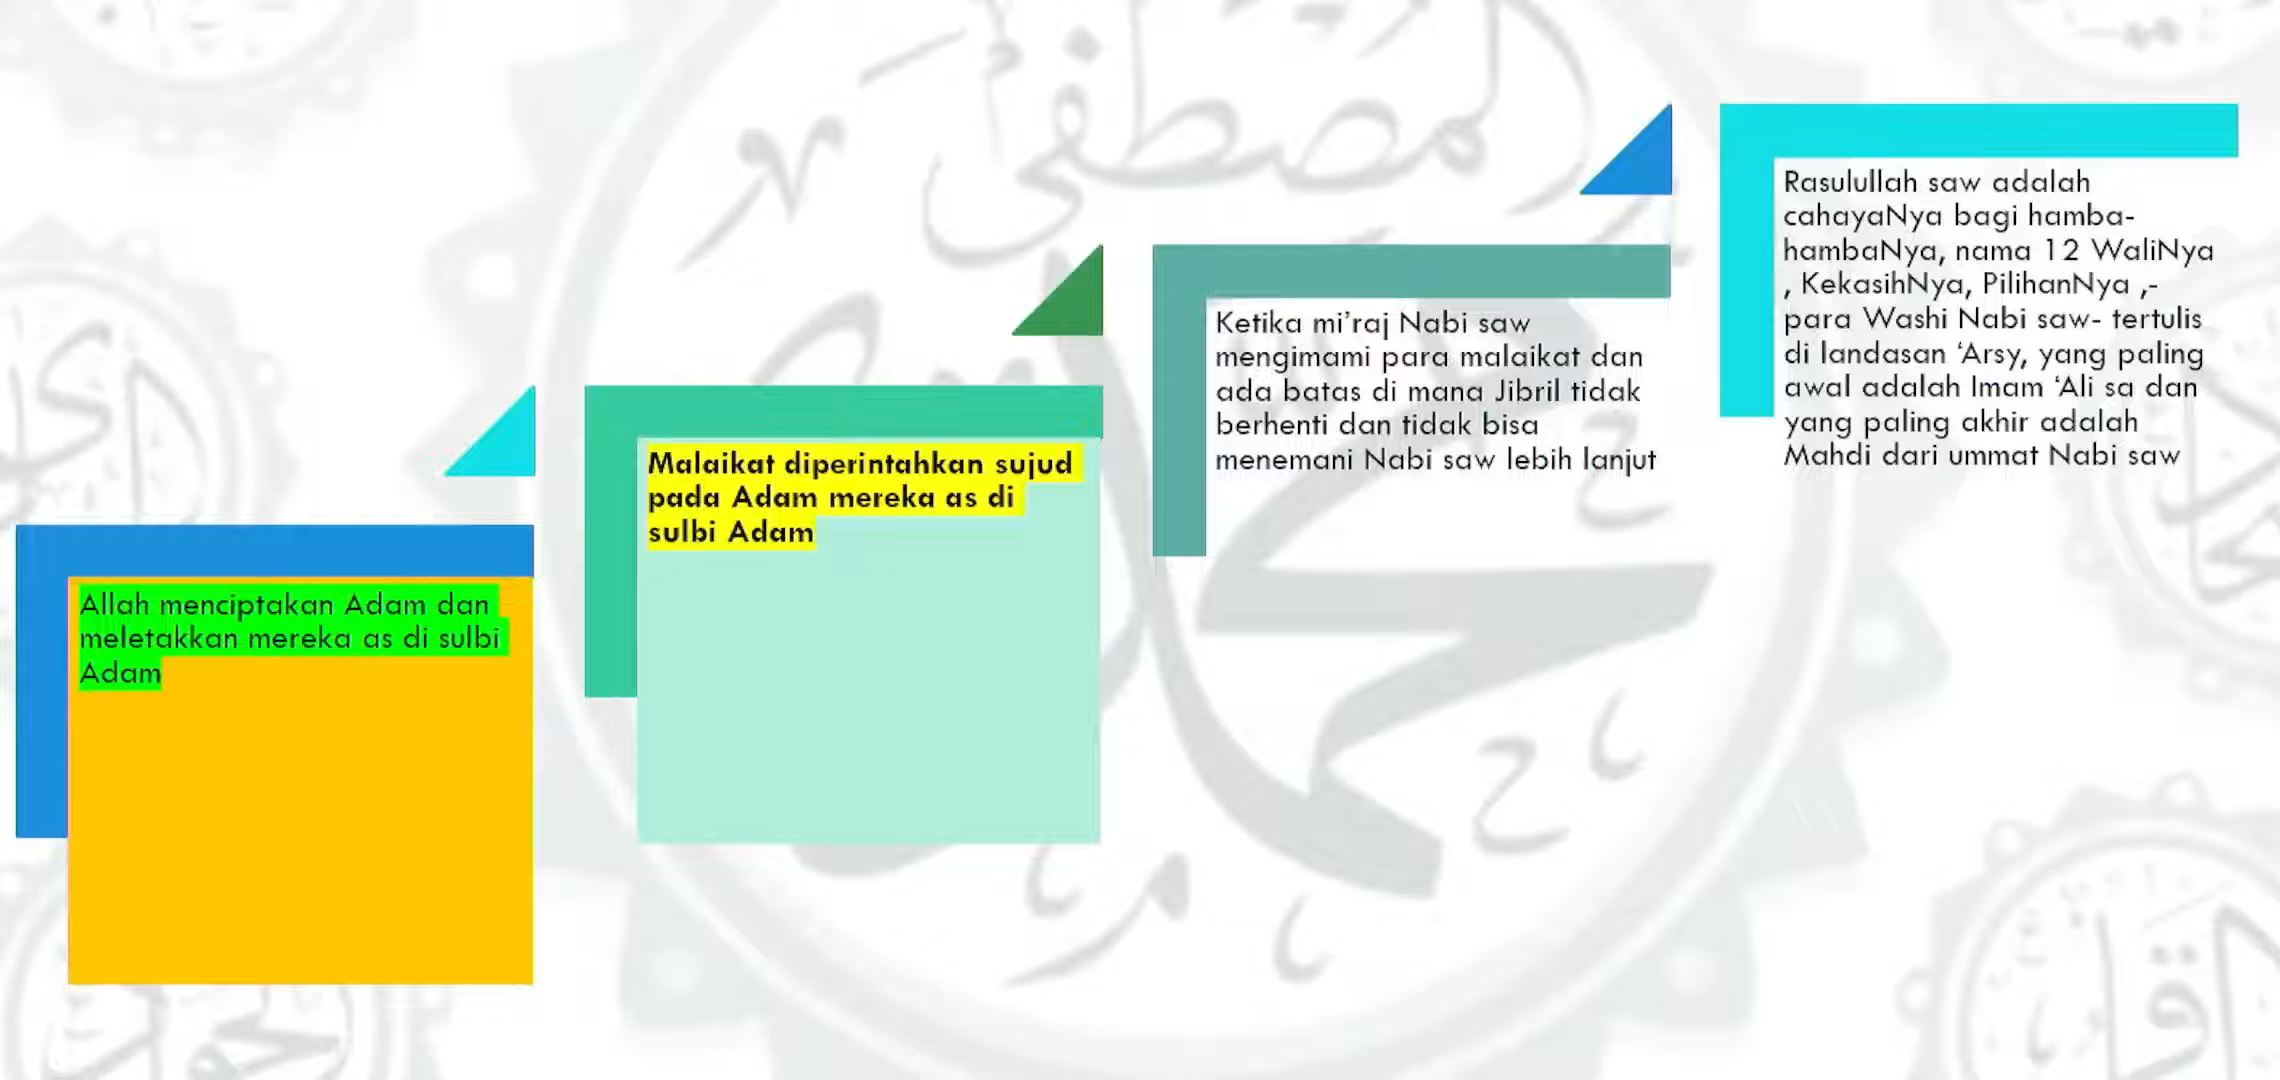 Allah menciptakan Adam dan
meletakkan mereka as di sulbi
Adam
Malaikat diperintahkan sujud
pada Adam mereka as di
sulbi Adam
Ketika mi’raj Nabi saw
mengimami para malaikat dan
ada batas di mana Jibril tidak
berhenti dan tidak bisa
menemani Nabi saw lebih lanjut
Rasulullah saw adalah
cahayaNya bagi hamba-
hambaNya, nama 12 WaliNya
, KekasihNya, PilihanNya ,-
para Washi Nabi saw- tertulis
di landasan ‘Arsy, yang paling
awal adalah Imam ‘Ali sa dan
yang paling akhir adalah
Mahdi dari ummat Nabi saw